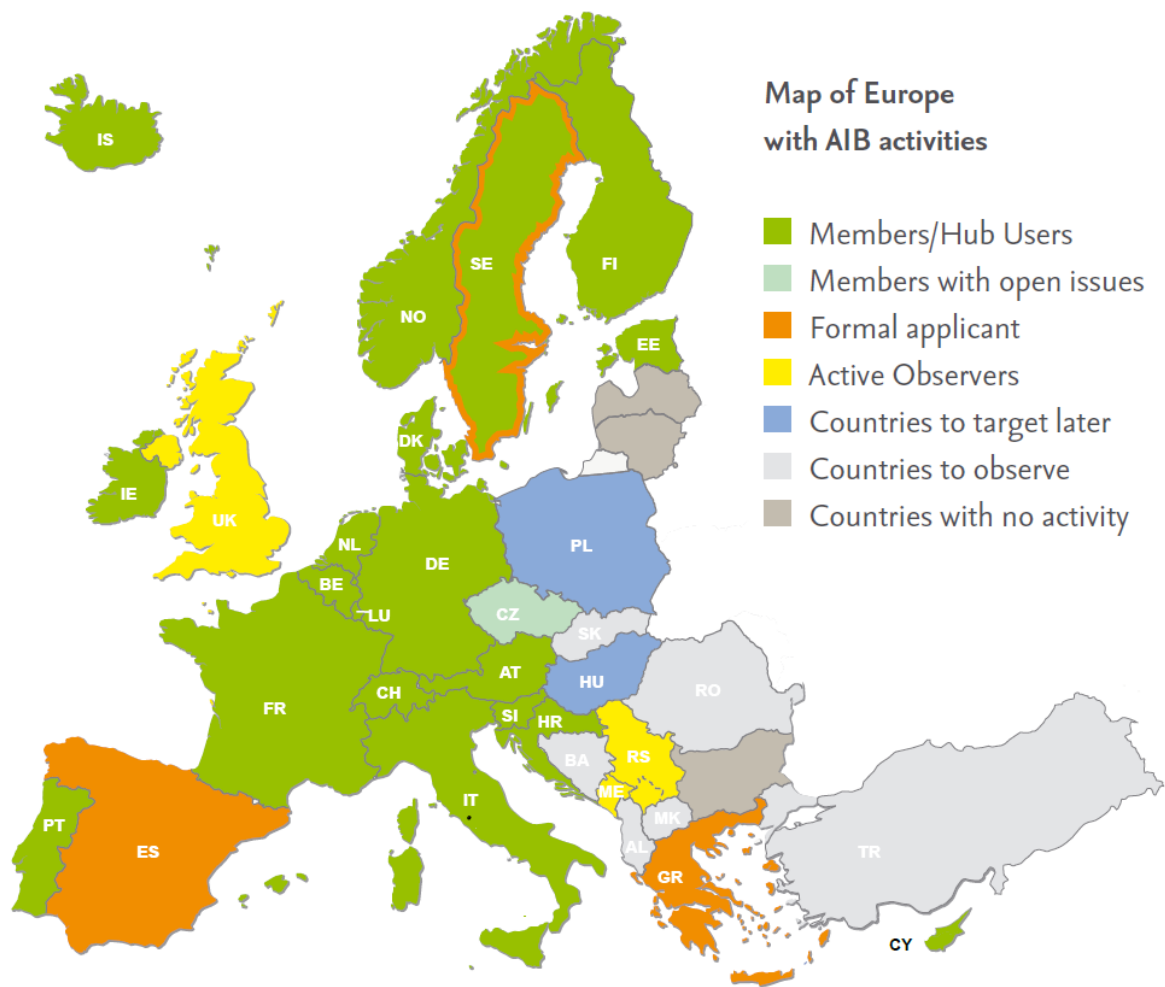 Map of Europe
with AIB activities
Members/Hub Users
Members with open issues
Formal applicant
Active Observers
Countries to target later
Countries to observe
Countries with no activity
IS
SE
FI
NO
EE
DK
IE
UK
NL
DE
PL
BE
LU
CZ
SK
AT
HU
CH
RO
FR
SI
HR
BA
RS
ME
IT
MK
PT
ES
AL
GR
TR
CY